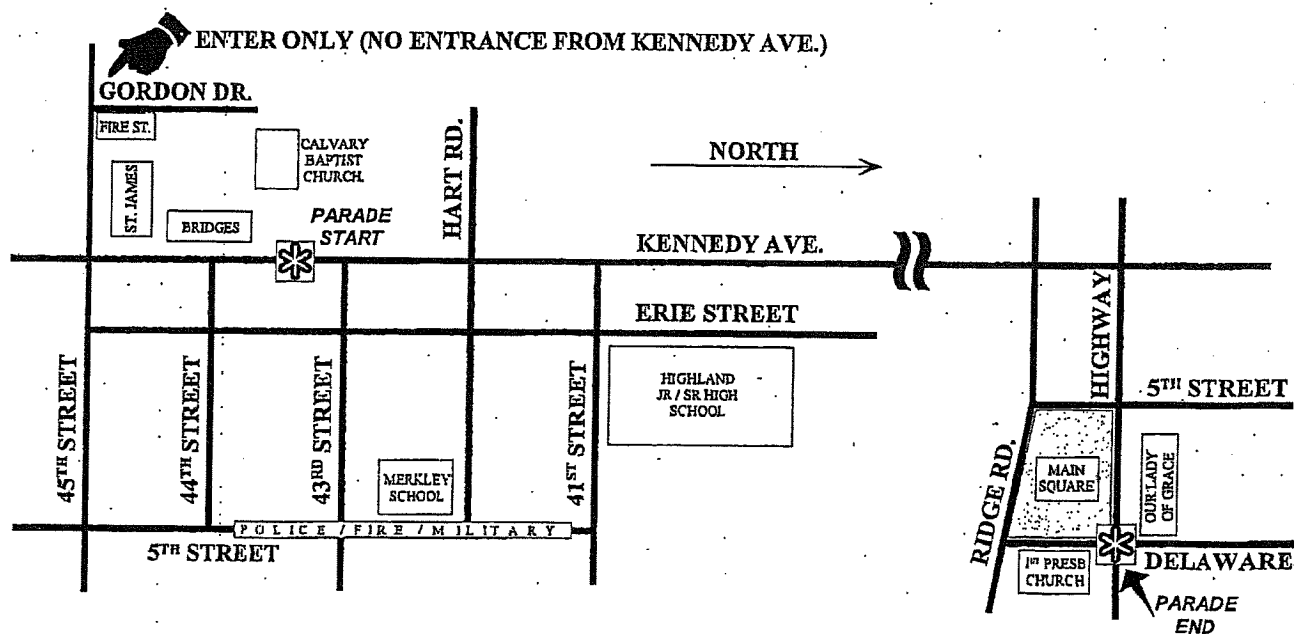 ENTER ONLY (NO ENTRANCE FROM KENNEDY AVE.)
GORDON DR.
FIRE ST.
ST. JAMES
BRIDGES
CALVARY
BAPTIST
CHURCH.
PARADE
START
HART RD.
NORTH
KENNEDY AVE.
ERIE STREET
45TH STREET
44TH STREET
43RD STREET
41ST STREET
MERKLEY
SCHOOL
HIGHLAND
JR / SR HIGH
SCHOOL
POLICE / FIRE / MILITARY
5TH STREET
HIGHWAY
5TH STREET
RIDGE RD.
MAIN
SQUARE
OUR LADY
OF GRACE
1ST PRESB
CHURCH
DELAWARE
PARADE
END